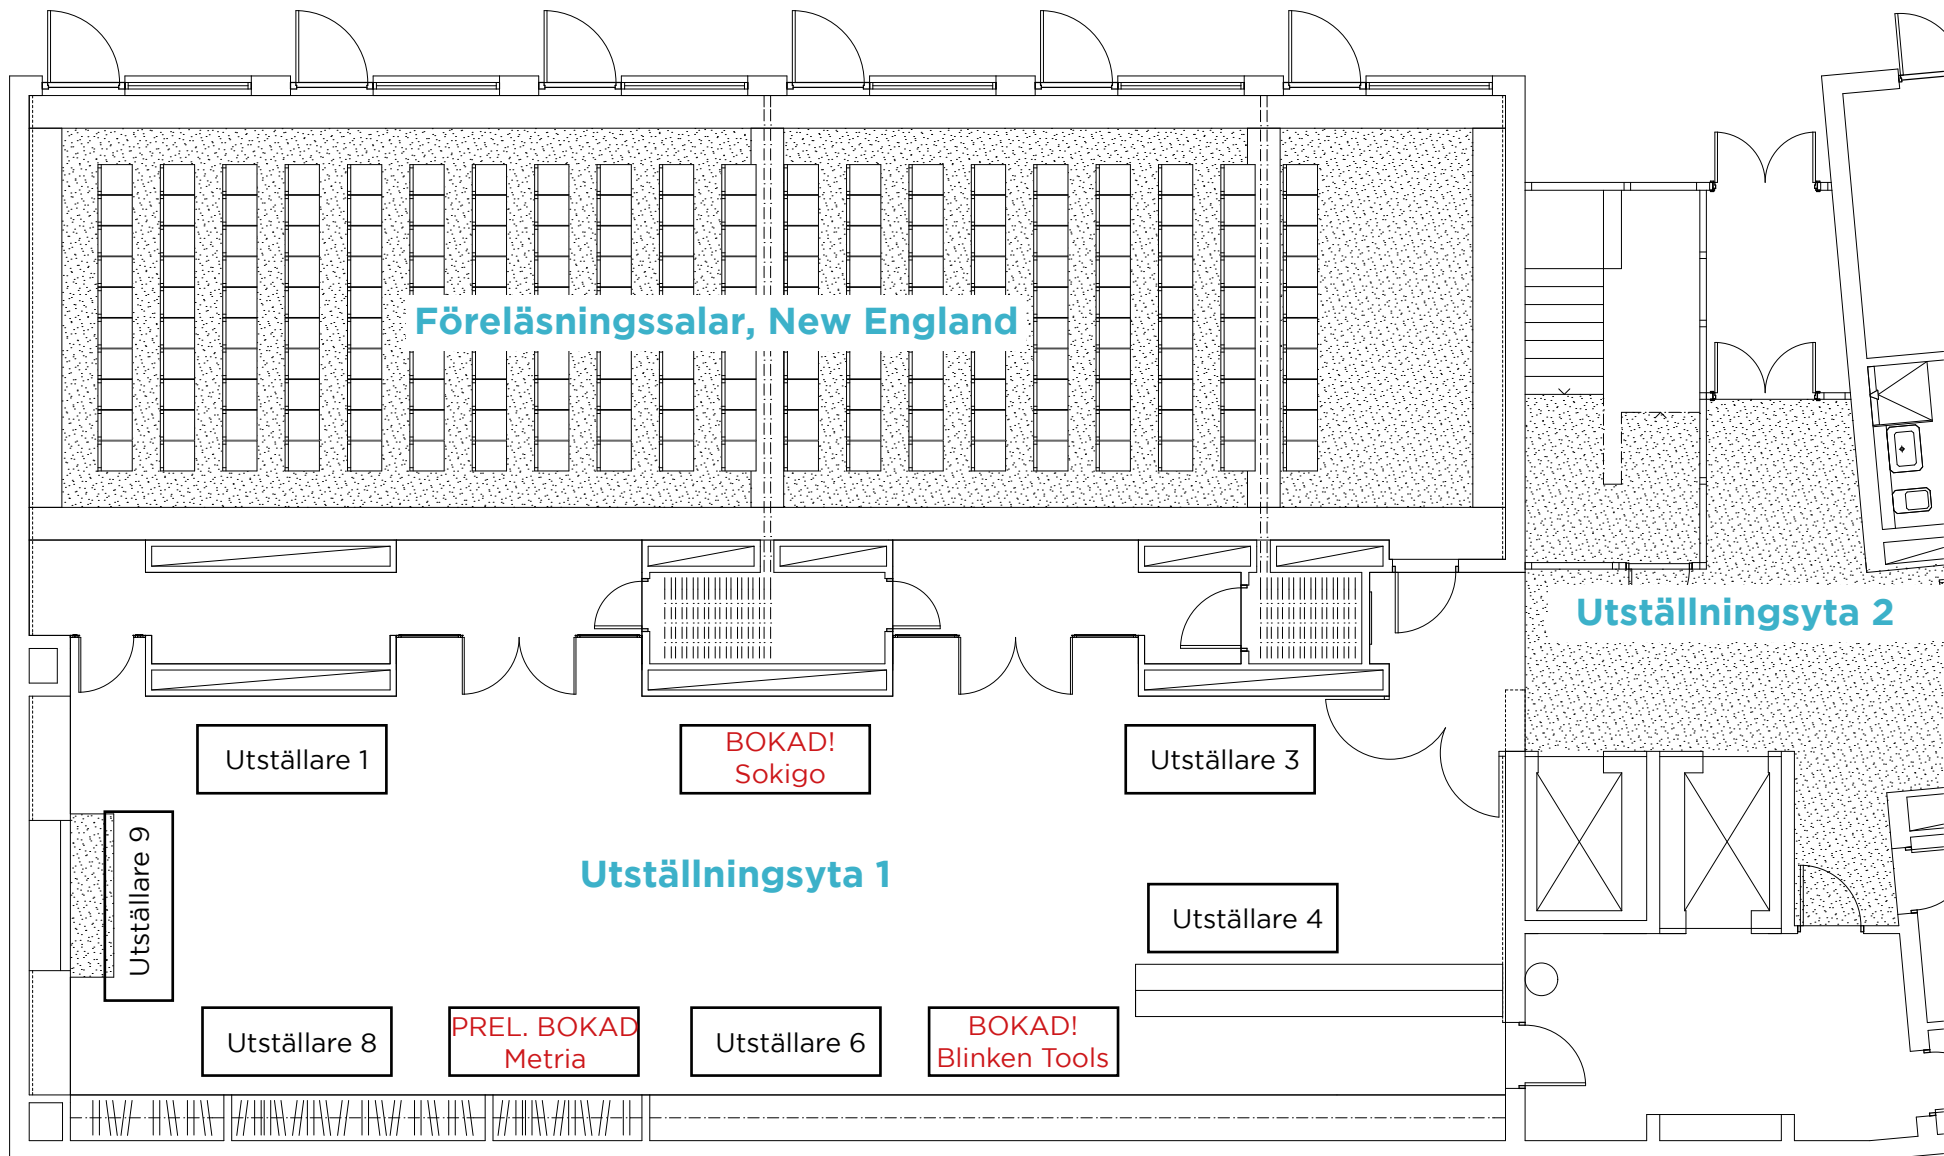 Föreläsningssalar, New England
Utställningsyta 2
Utställare 1
BOKAD!
Sokigo
Utställare 3
Utställare 9
Utställningsyta 1
Utställare 4
Utställare 8
PREL. BOKAD
Metria
Utställare 6
BOKAD!
Blinken Tools